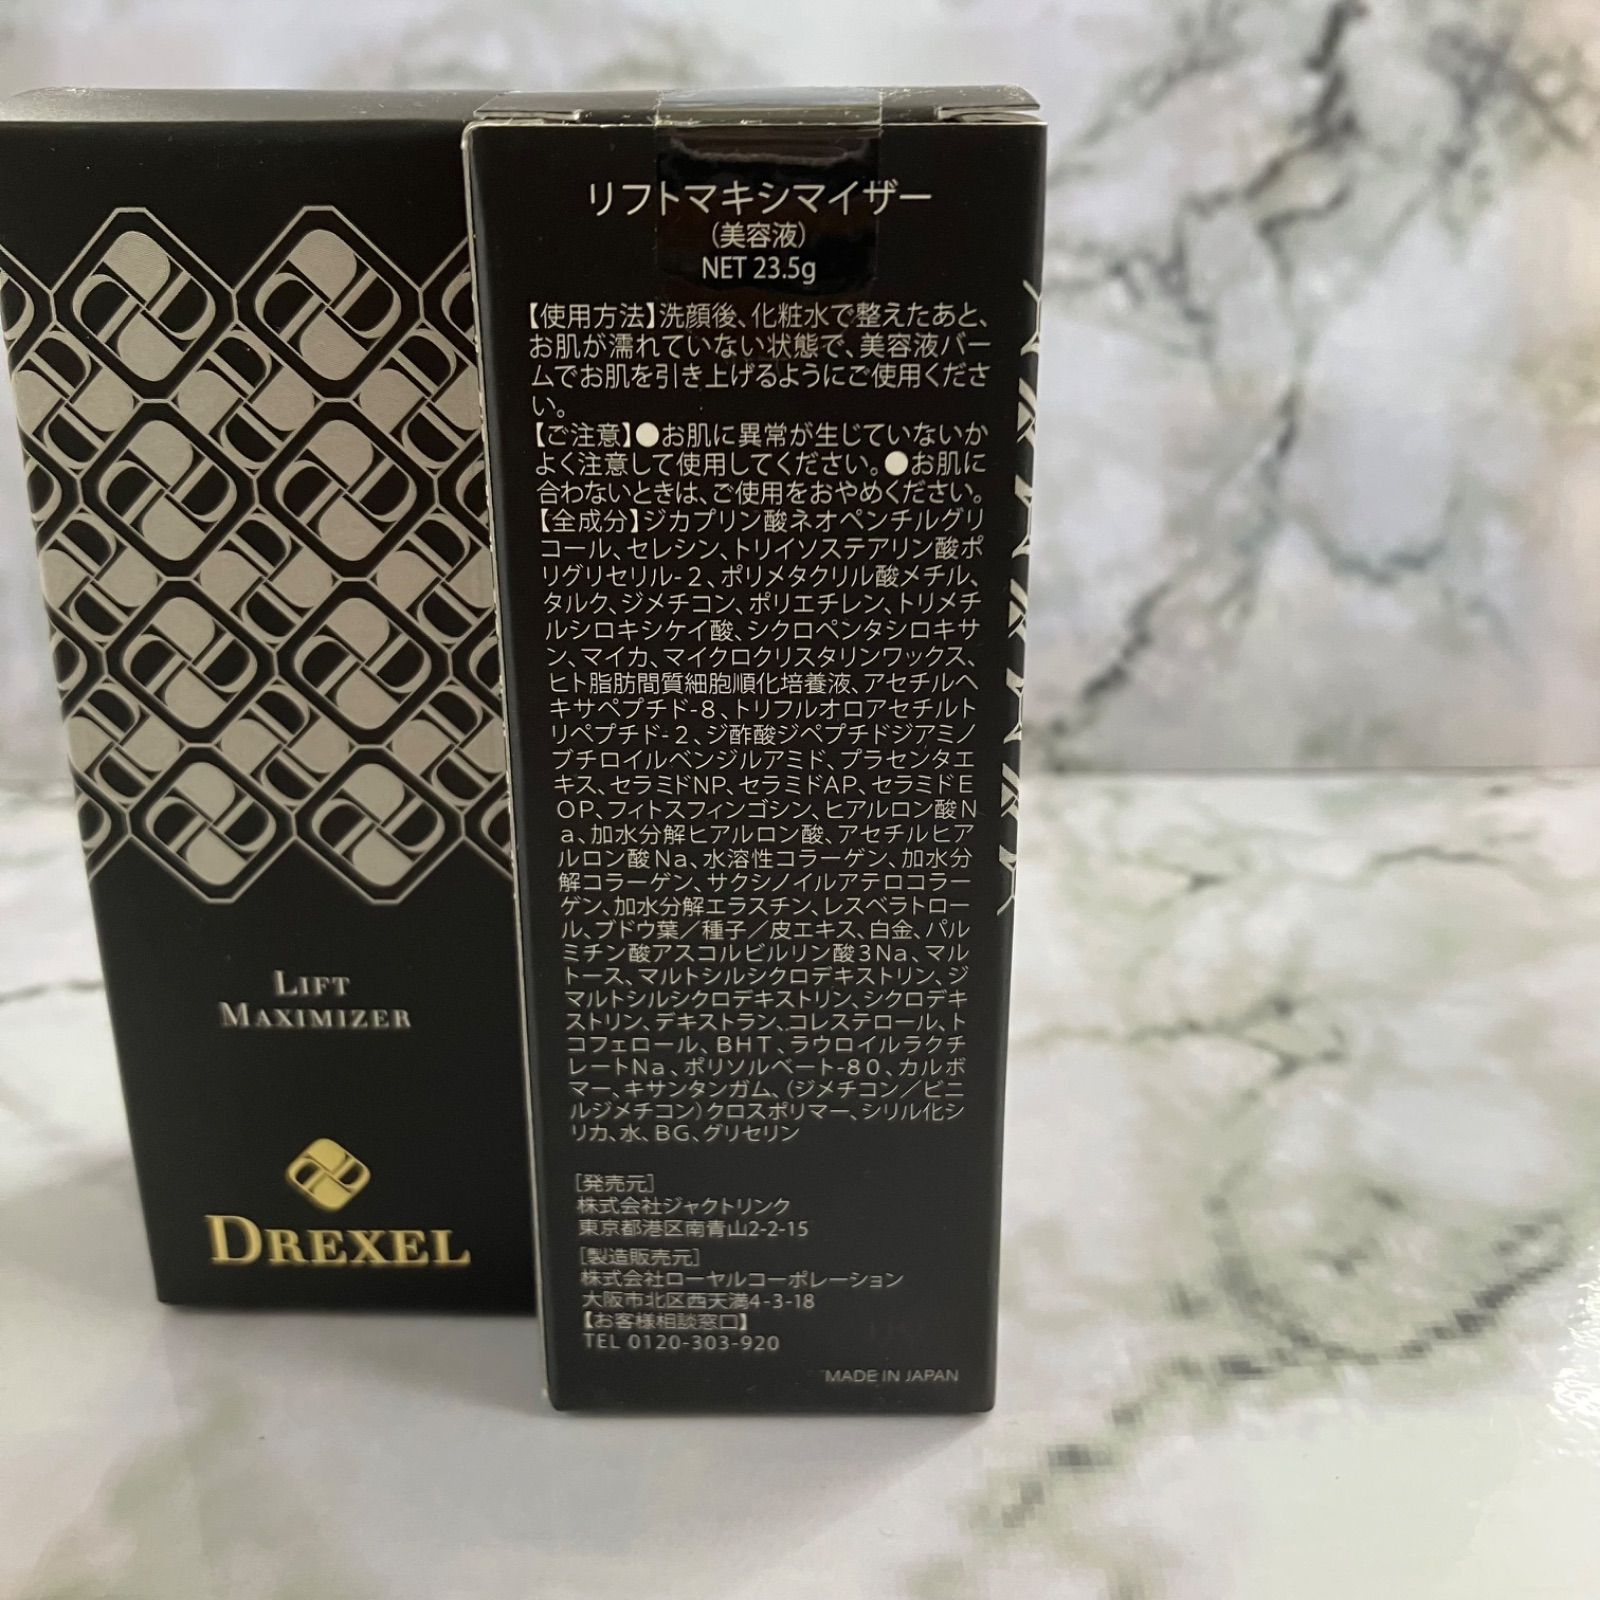 LIFT
MAXIMIZER
DREXEL
リフトマキシマイザー
（美容液）
NET 23.5g
【使用方法】洗顔後、化粧水で整えたあと、
お肌が濡れていない状態で、美容液バー
ムでお肌を引き上げるようにご使用くださ
い。
【ご注意】●お肌に異常が生じていないか
よく注意して使用してください。●お肌に
合わないときは、ご使用をおやめください。
【全成分】ジカプリン酸ネオペンチルグリ
コール、セレシン、トリイソステアリン酸ポ
リグリセリル-2、ポリメタクリル酸メチル、
タルク、ジメチコン、ポリエチレン、トリメチ
ルシロキシケイ酸、シクロペンタシロキサ
ン、マイカ、マイクロクリスタリンワックス、
ヒト脂肪間質細胞順化培養液、アセチルヘ
キサペプチド-8、トリフルオロアセチルト
リペプチド-2、ジ酢酸ジペプチドジアミノ
ブチロイルベンジルアミド、プラセンタエ
キス、セラミドNP、セラミドAP、セラミドE
OP、フィトスフィンゴシン、ヒアルロン酸N
a、加水分解ヒアルロン酸、アセチルヒア
ルロン酸Na、水溶性コラーゲン、加水分
解コラーゲン、サクシノイルアテロコラー
ゲン、加水分解エラスチン、レスベラトロー
ル、ブドウ葉／種子／皮エキス、白金、パル
ミチン酸アスコルビルリン酸3Na、マル
トース、マルトシルシクロデキストリン、ジ
マルトシルシクロデキストリン、シクロデキ
ストリン、デキストラン、コレステロール、ト
コフェロール、BHT、ラウロイルラクチ
レートNa、ポリソルベート-80、カルボ
マー、キサンタンガム、（ジメチコン／ビニ
ルジメチコン）クロスポリマー、シリル化シ
リカ、水、BG、グリセリン
［発売元］
株式会社ジャクトリンク
東京都港区南青山2-2-15
［製造販売元］
株式会社ローヤルコーポレーション
大阪市北区西天満4-3-18
【お客様相談窓口】
TEL 0120-303-920
MADE IN JAPAN